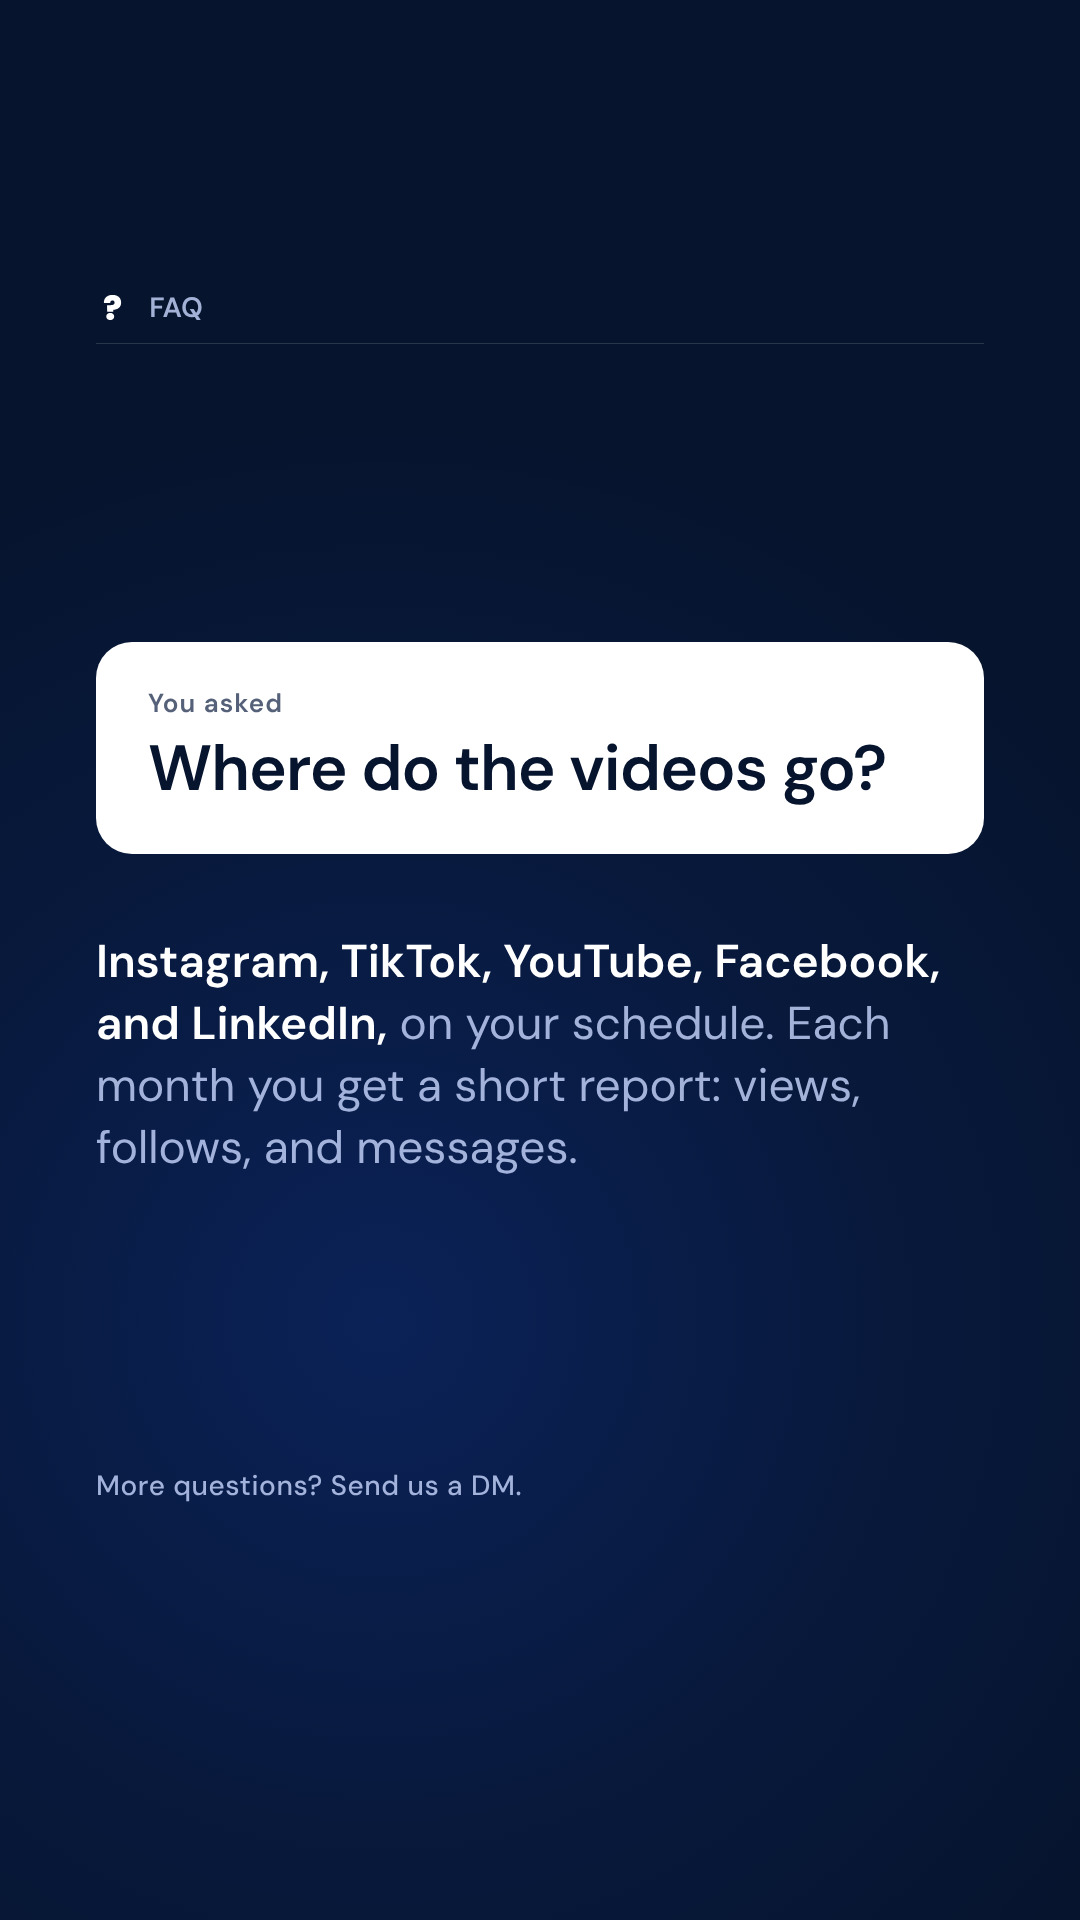 ? FAQ
You asked
Where do the videos go?
Instagram, TikTok, YouTube, Facebook,
and LinkedIn, on your schedule. Each
month you get a short report: views,
follows, and messages.
More questions? Send us a DM.